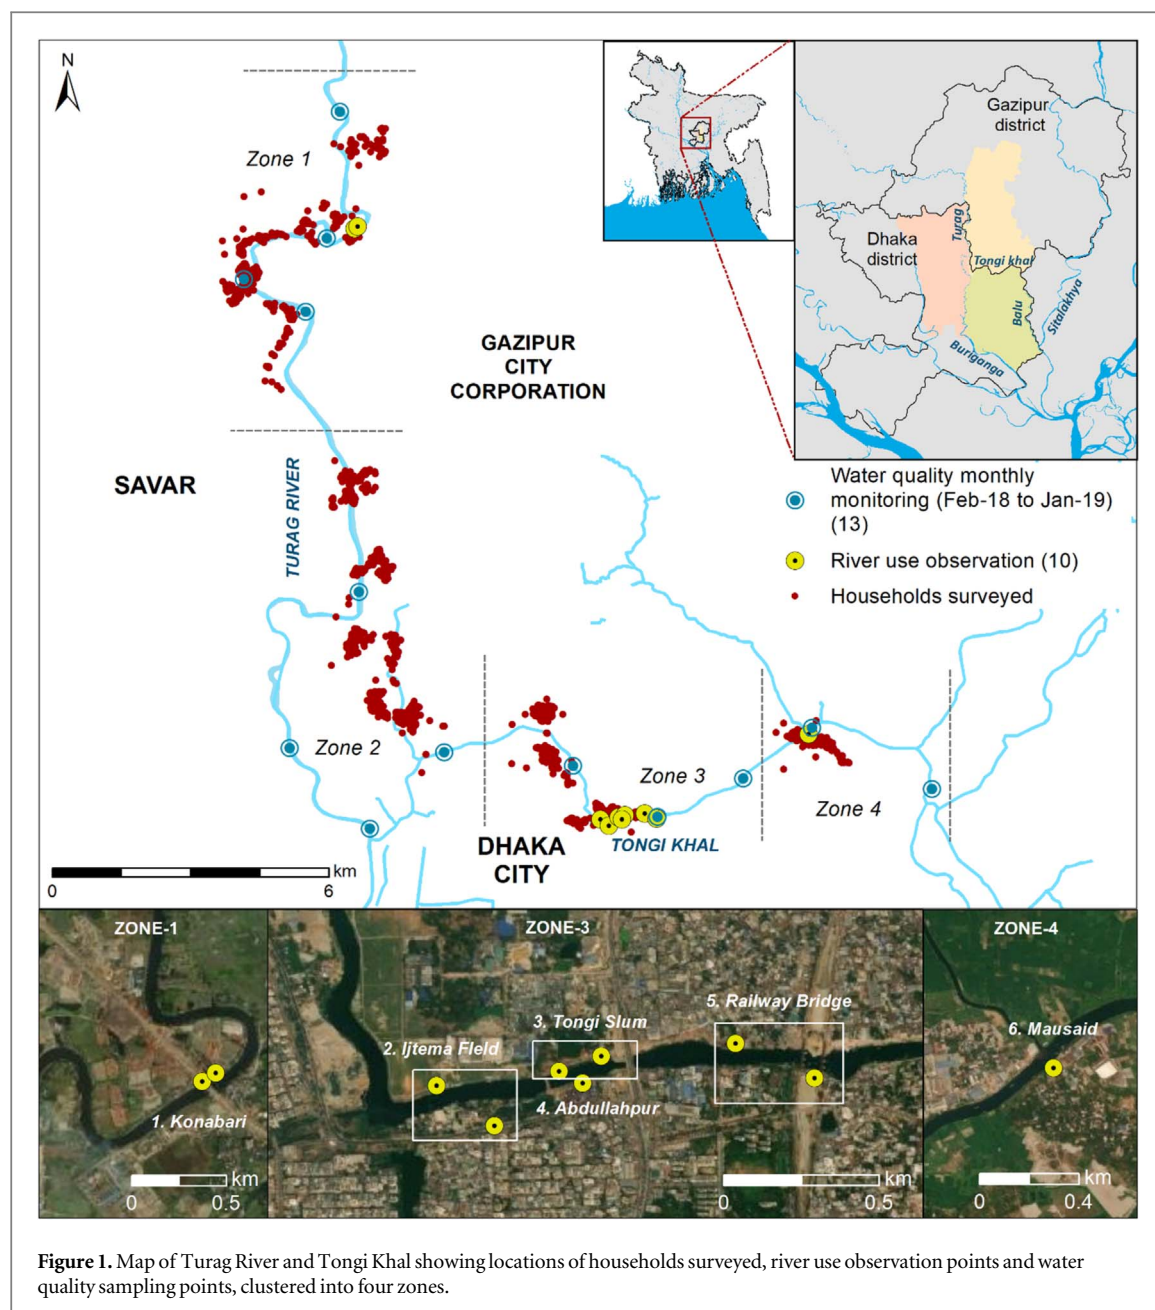 N
Zone 1
GAZIPUR
CITY
CORPORATION
SAVAR
TURAG RIVER
Zone 2
Zone 3
Zone 4
DHAKA
CITY
TONGI KHAL
km
0
6
Gazipur
district
Dhaka
district
Turag
Tongi khal
Balu
Sitalakhya
Buriganga
Water quality monthly
monitoring (Feb-18 to Jan-19)
(13)
River use observation (10)
Households surveyed
ZONE-1
1. Konabari
km
0 0.5
ZONE-3
2. Ijtema Field
3. Tongi Slum
4. Abdullahpur
5. Railway Bridge
km
0 0.5
ZONE-4
6. Mausaid
km
0 0.4
Figure 1. Map of Turag River and Tongi Khal showing locations of households surveyed, river use observation points and water
quality sampling points, clustered into four zones.